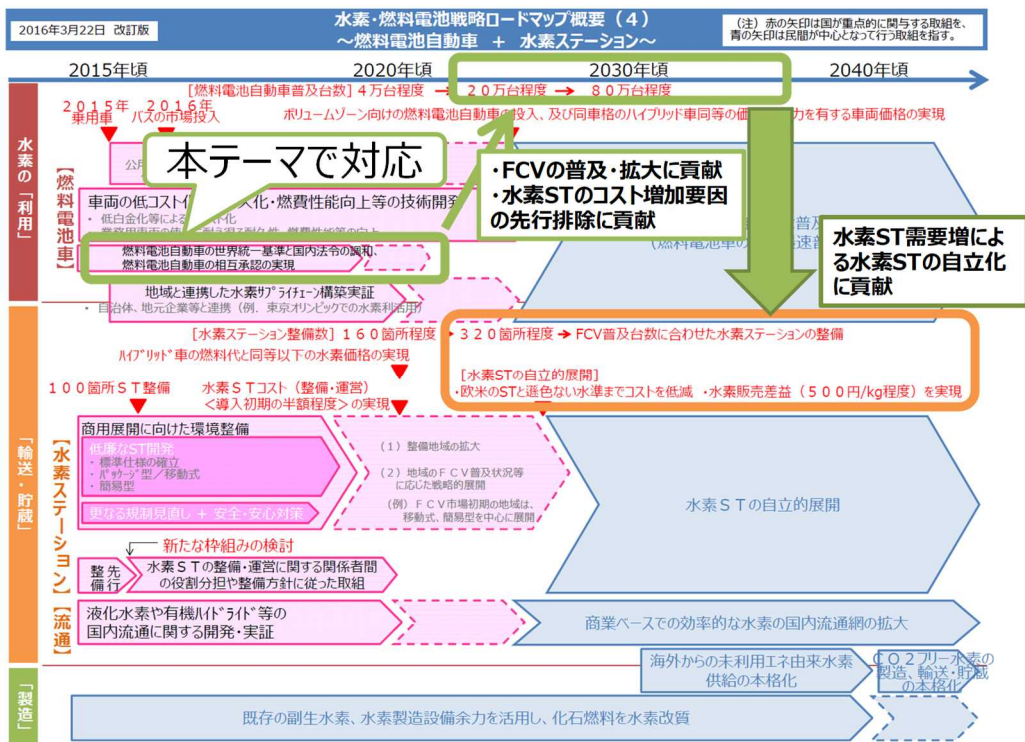 2016年3月22日 改訂版
水素・燃料電池戦略ロードマップ概要（4）
～燃料電池自動車 ＋ 水素ステーション～
（注）赤の矢印は国が重点的に関与する取組を、
青の矢印は民間が中心となって行う取組を指す。
2015年頃
2020年頃
2030年頃
2040年頃
[燃料電池自動車普及台数] 4万台程度 → 20万台程度 → 80万台程度
2015年
乗用車
2016年
バスの市場投入
ボリュームゾーン向けの燃料電池自動車の投入、及び同車格のハイブリッド車同等の価
力を有する車両価格の実現
水素の「利用」
【燃料電池車】
本テーマで対応
・FCVの普及・拡大に貢献
・水素STのコスト増加要因
の先行排除に貢献
車両の低コスト化
久化・燃費性能向上等の技術開発
・ 低白金化等による
燃料電池自動車の世界統一基準と国内法令の調和、
燃料電池自動車の相互承認の実現
水素ST需要増によ
る水素STの自立化
に貢献
地域と連携した水素サプライチェーン構築実証
・ 自治体、地元企業等と連携（例．東京オリンピックでの水素利活用）
[水素ステーション整備数] 160箇所程度
320箇所程度 → FCV普及台数に合わせた水素ステーションの整備
ハイブリッド車の燃料代と同等以下の水素価格の実現
[水素STの自立的展開]
・欧米のSTと遜色ない水準までコストを低減 ・水素販売差益（500円/kg程度）を実現
100箇所ST整備
水素STコスト（整備・運営）
＜導入初期の半額程度＞の実現
「輸送・貯蔵」
【水素ステーション】
商用展開に向けた環境整備
低廉なST開発
・ 標準仕様の確立
・ パッケージ型／移動式
・ 簡易型
更なる規制見直し ＋ 安全・安心対策
（1）整備地域の拡大
（2）地域のFCV普及状況等
に応じた戦略的展開
（例）FCV市場初期の地域は、
移動式、簡易型を中心に展開
水素STの自立的展開
新たな枠組みの検討
先行
整備
水素STの整備・運営に関する関係者間
の役割分担や整備方針に従った取組
【流通】
液化水素や有機ハイドライド等の
国内流通に関する開発・実証
商業ベースでの効率的な水素の国内流通網の拡大
海外からの未利用エネ由来水素
供給の本格化
CO2フリー水素の
製造、輸送・貯蔵
の本格化
「製造」
既存の副生水素、水素製造設備余力を活用し、化石燃料を水素改質